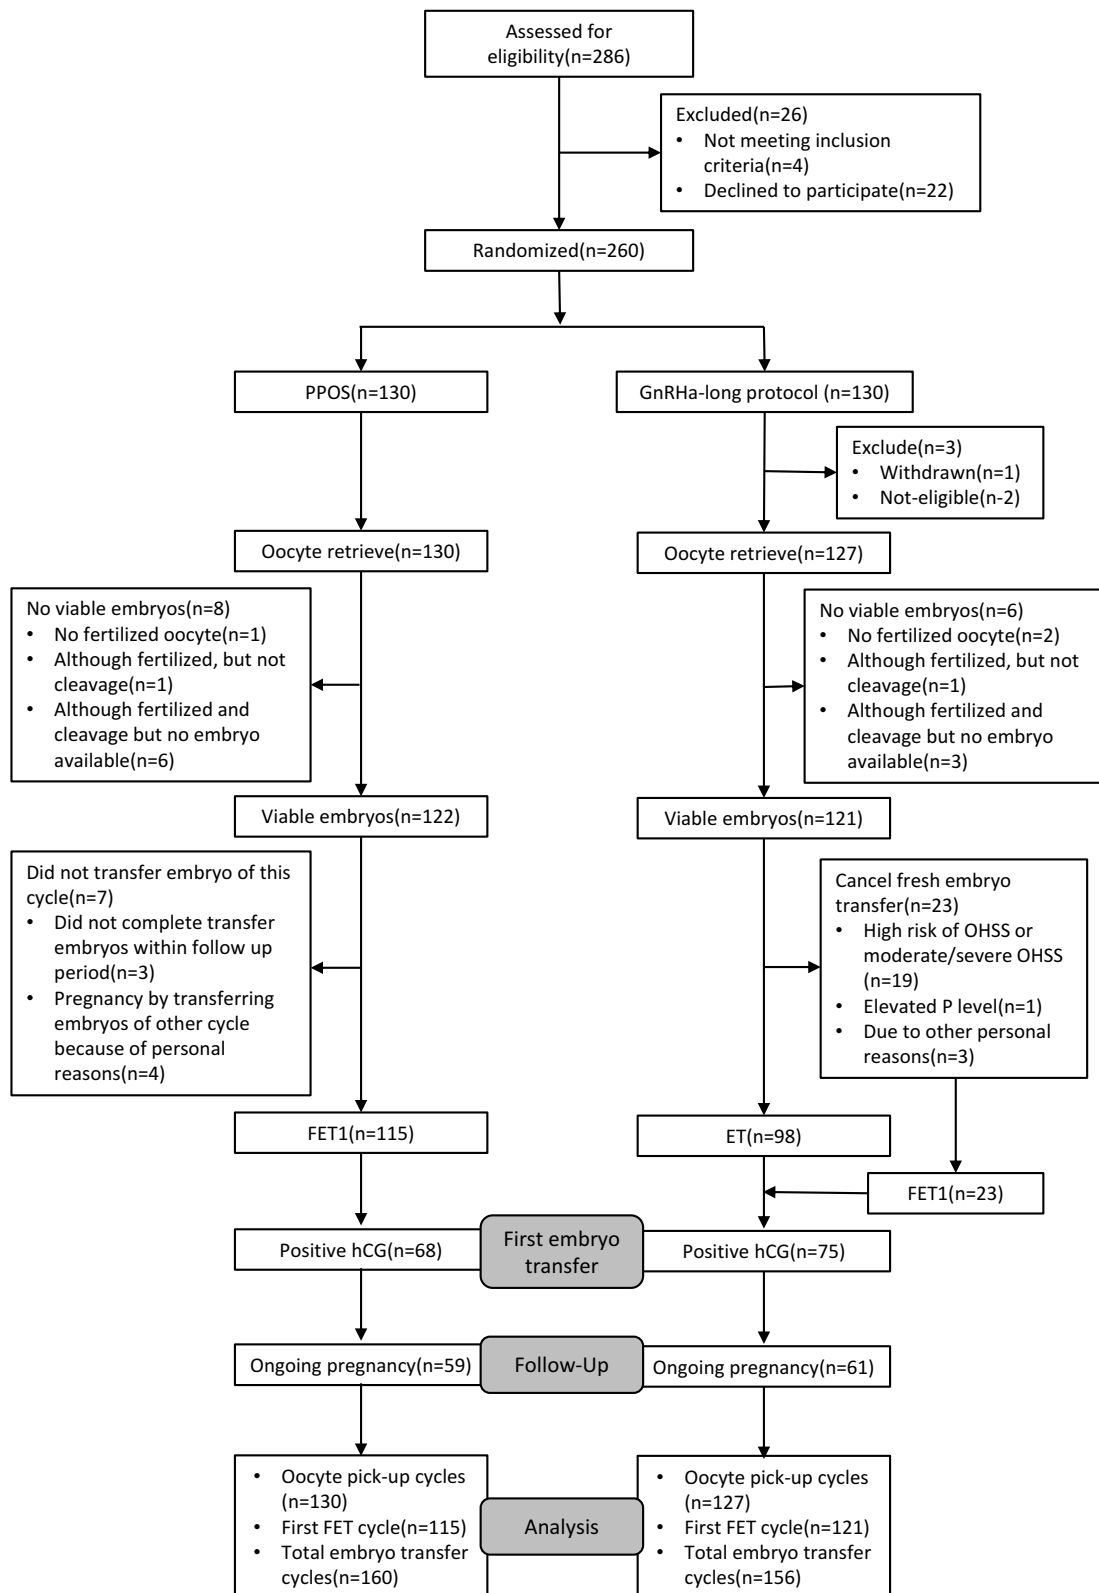 Assessed for
eligibility(n=286)
Excluded(n=26)
• Not meeting inclusion
criteria(n=4)
• Declined to participate(n=22)
Randomized(n=260)
PPOS(n=130)
GnRHa-long protocol (n=130)
Exclude(n=3)
• Withdrawn(n=1)
• Not-eligible(n-2)
Oocyte retrieve(n=130)
Oocyte retrieve(n=127)
No viable embryos(n=8)
• No fertilized oocyte(n=1)
• Although fertilized, but not
cleavage(n=1)
• Although fertilized and
cleavage but no embryo
available(n=6)
No viable embryos(n=6)
• No fertilized oocyte(n=2)
• Although fertilized, but not
cleavage(n=1)
• Although fertilized and
cleavage but no embryo
available(n=3)
Viable embryos(n=122)
Viable embryos(n=121)
Did not transfer embryo of this
cycle(n=7)
• Did not complete transfer
embryos within follow up
period(n=3)
• Pregnancy by transferring
embryos of other cycle
because of personal
reasons(n=4)
Cancel fresh embryo
transfer(n=23)
• High risk of OHSS or
moderate/severe OHSS
(n=19)
• Elevated P level(n=1)
• Due to other personal
reasons(n=3)
FET1(n=115)
ET(n=98)
FET1(n=23)
Positive hCG(n=68)
First embryo
transfer
Positive hCG(n=75)
Ongoing pregnancy(n=59)
Follow-Up
Ongoing pregnancy(n=61)
• Oocyte pick-up cycles
(n=130)
• First FET cycle(n=115)
• Total embryo transfer
cycles(n=160)
Analysis
• Oocyte pick-up cycles
(n=127)
• First FET cycle(n=121)
• Total embryo transfer
cycles(n=156)